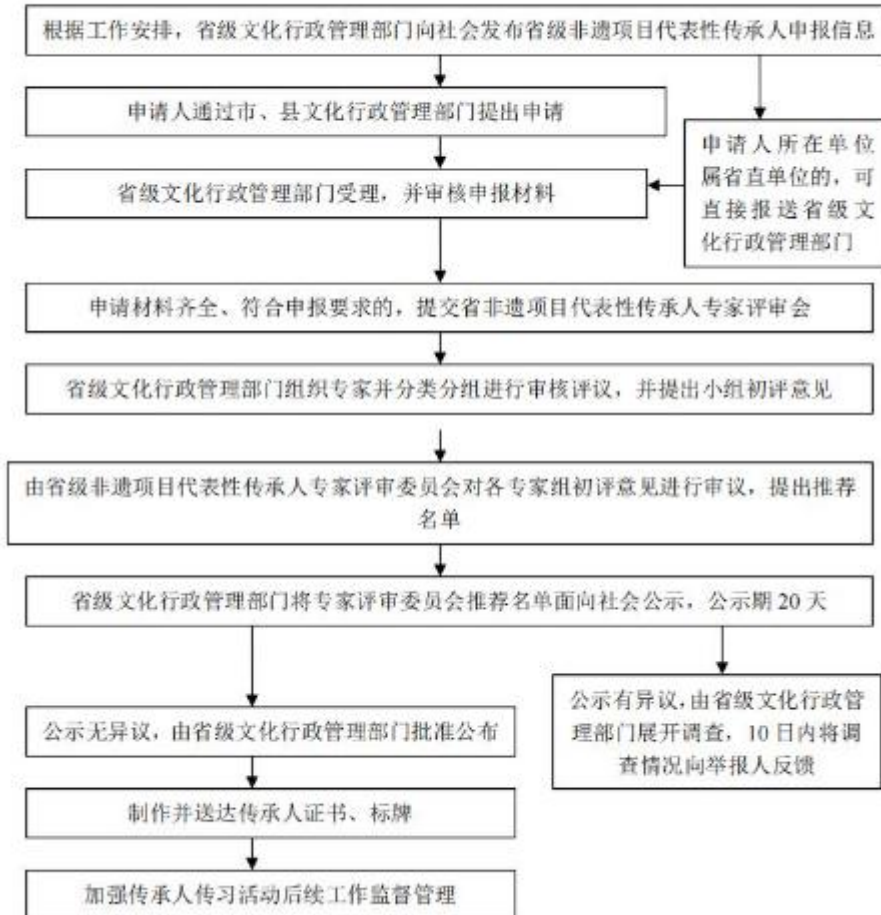 根据工作安排，省级文化行政管理部门向社会发布省级非遗项目代表性传承人申报信息
申请人通过市、县文化行政管理部门提出申请
申请人所在单位
属省直单位的，可
直接报送省级文
化行政管理部门
省级文化行政管理部门受理，并审核申报材料
申请材料齐全、符合申报要求的，提交省非遗项目代表性传承人专家评审会
省级文化行政管理部门组织专家并分类分组进行审核评议，并提出小组初评意见
由省级非遗项目代表性传承人专家评审委员会对各专家组初评意见进行审议，提出推荐
名单
省级文化行政管理部门将专家评审委员会推荐名单面向社会公示，公示期 20 天
公示无异议，由省级文化行政管理部门批准公布
公示有异议，由省级文化行政管
理部门展开调查，10 日内将调
查情况向举报人反馈
制作并送达传承人证书、标牌
加强传承人传习活动后续工作监督管理